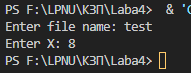 PS F:\LPNU\КЗП\Laba4>  & 'C
Enter file name: test
Enter X: 8
PS F:\LPNU\КЗП\Laba4>